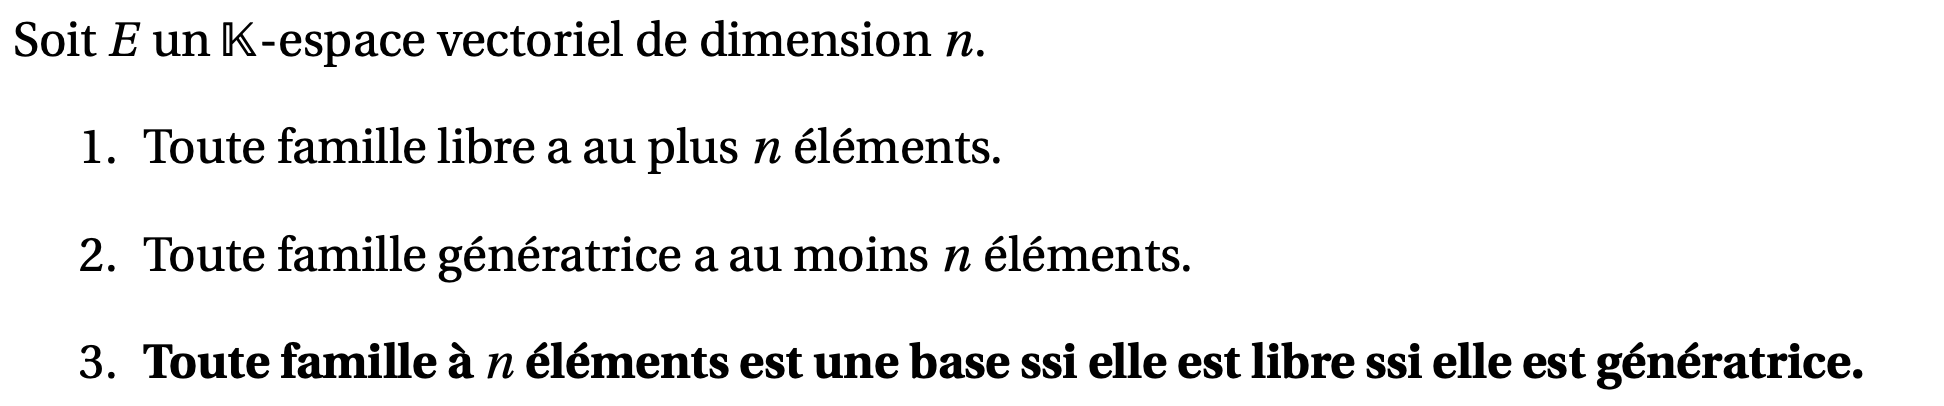 Soit E un 𝕂-espace vectoriel de dimension n.
1. Toute famille libre a au plus n éléments.
2. Toute famille génératrice a au moins n éléments.
3. Toute famille à n éléments est une base ssi elle est libre ssi elle est génératrice.